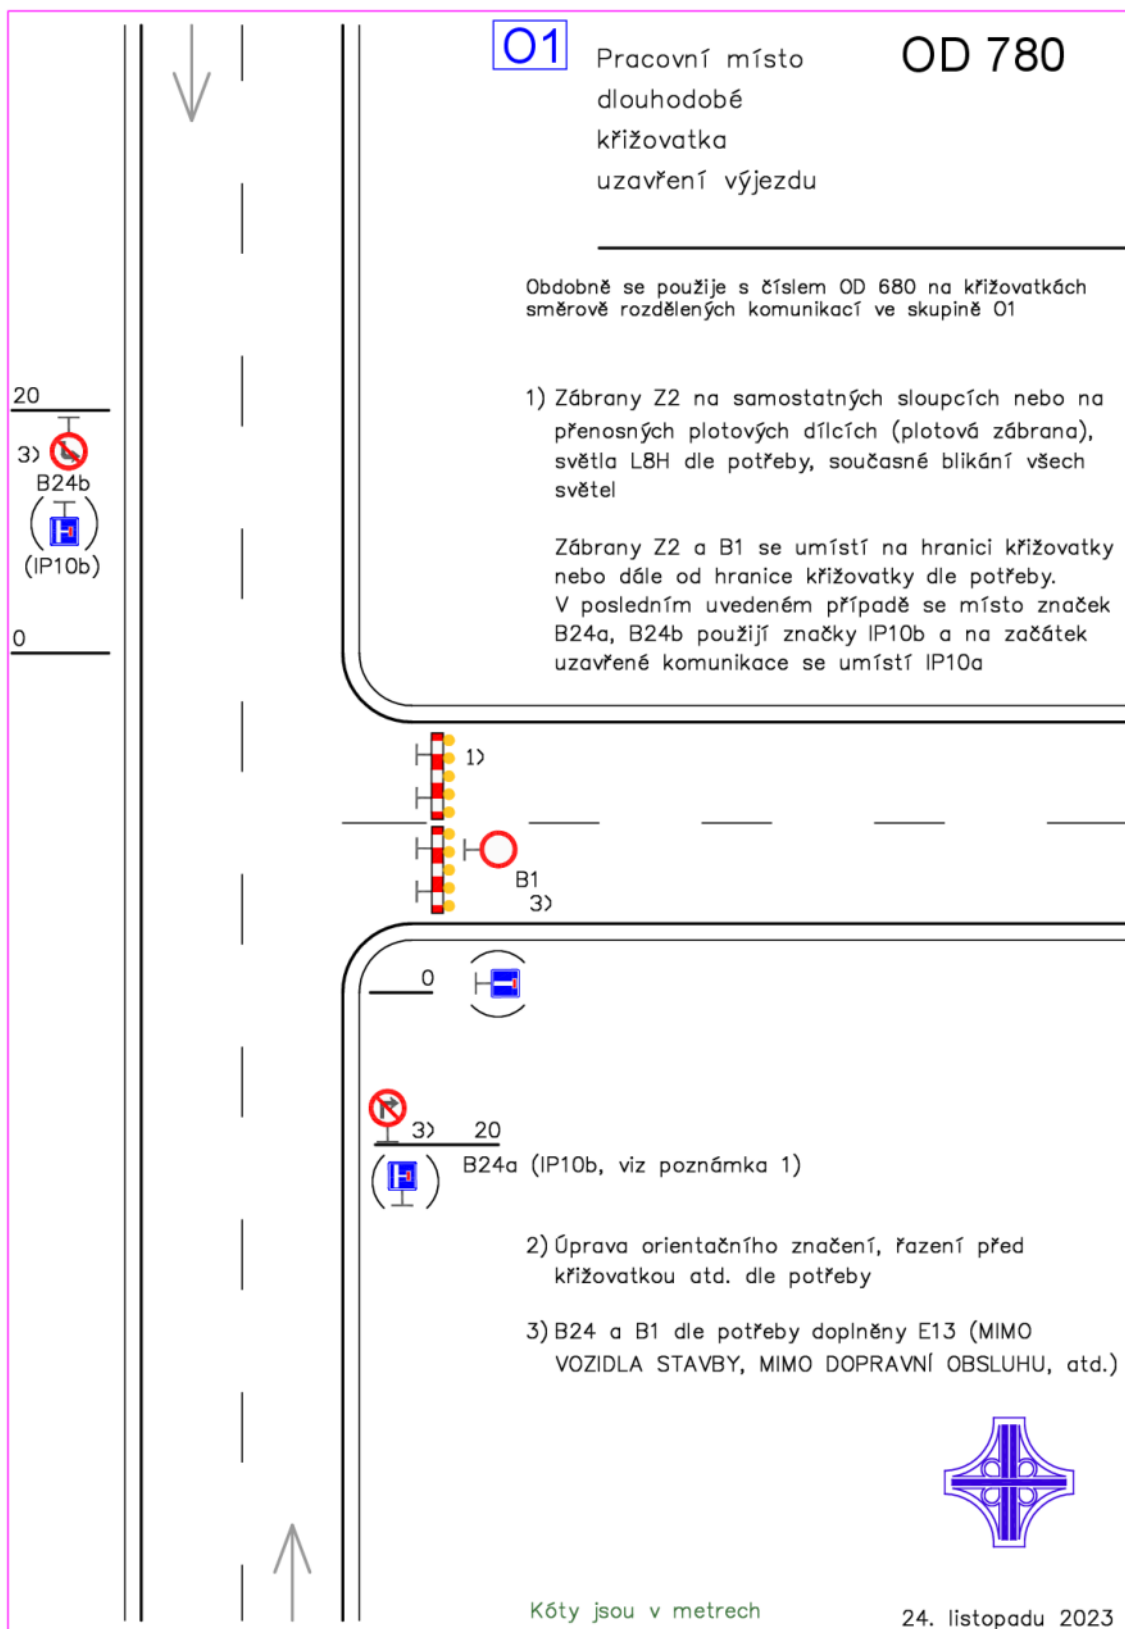 O1
OD 780
Pracovní místo
dlouhodobé
křižovatka
uzavření výjezdu
Obdobně se použije s číslem OD 680 na křižovatkách
směrově rozdělených komunikací ve skupině O1
20
3)
B24b
(IP10b)
0
1) Zábrany Z2 na samostatných sloupcích nebo na
přenosných plotových dílcích (plotová zábrana),
světla L8H dle potřeby, současné blikání všech
světel
Zábrany Z2 a B1 se umístí na hranici křižovatky
nebo dále od hranice křižovatky dle potřeby.
V posledním uvedeném případě se místo značek
B24a, B24b použijí značky IP10b a na začátek
uzavřené komunikace se umístí IP10a
1)
B1
3)
0
3) 20
B24a (IP10b, viz poznámka 1)
2) Úprava orientačního značení, řazení před
křižovatkou atd. dle potřeby
3) B24 a B1 dle potřeby doplněny E13 (MIMO
VOZIDLA STAVBY, MIMO DOPRAVNÍ OBSLUHU, atd.)
Kóty jsou v metrech
24. listopadu 2023